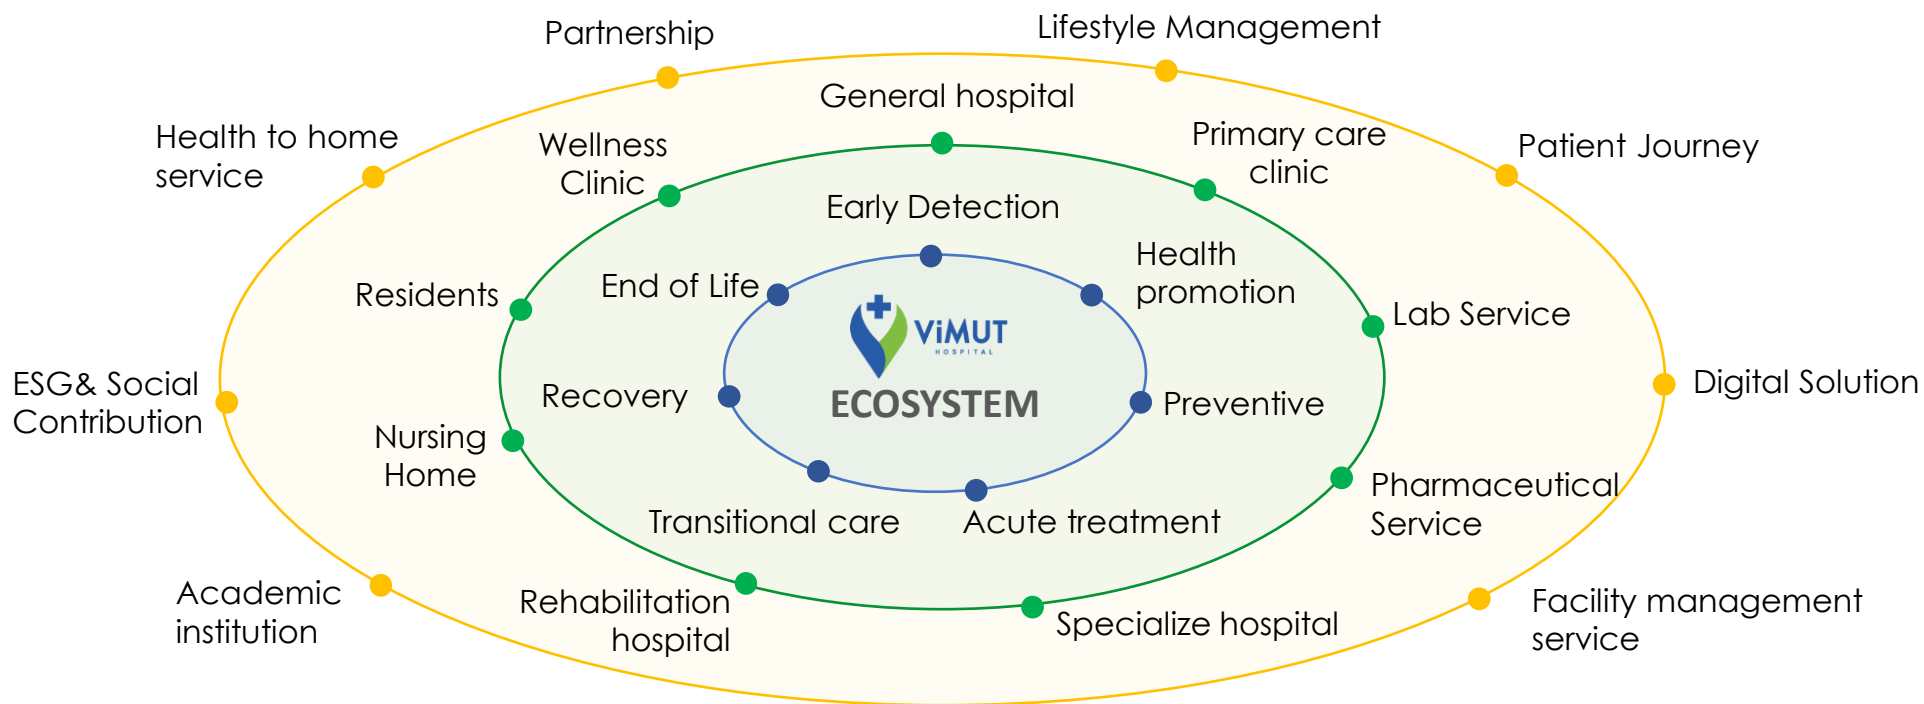 Partnership
Lifestyle Management
General hospital
Health to home
service
Wellness
Clinic
Primary care
clinic
Patient Journey
Early Detection
Residents
End of Life
Health
promotion
Lab Service
ViMUT
HOSPITAL
ECOSYSTEM
ESG& Social
Contribution
Recovery
Preventive
Digital Solution
Nursing
Home
Transitional care
Acute treatment
Pharmaceutical
Service
Academic
institution
Rehabilitation
hospital
Specialize hospital
Facility management
service